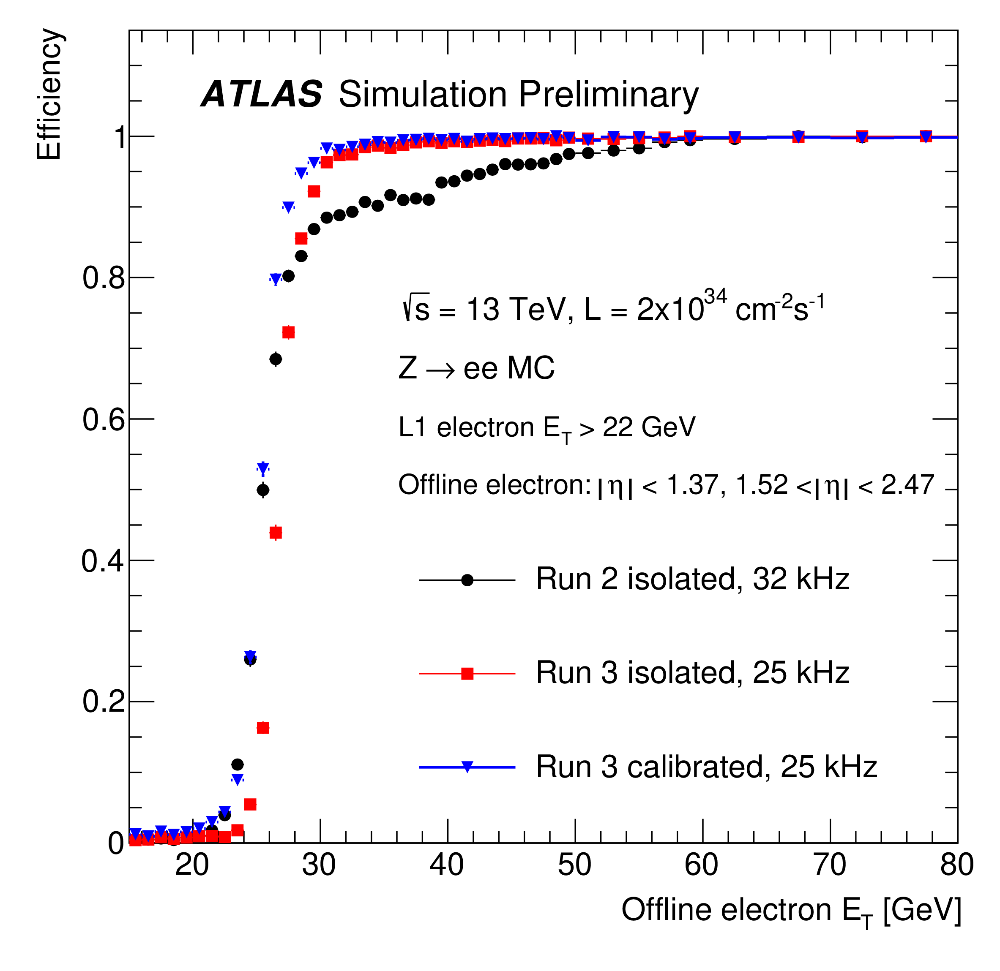 Efficiency
ATLAS Simulation Preliminary
1
0.8
√s = 13 TeV, L = 2x10³⁴ cm⁻²s⁻¹
Z → ee MC
0.6
L1 electron E_T > 22 GeV
Offline electron: |η| < 1.37, 1.52 <|η| < 2.47
0.4
Run 2 isolated, 32 kHz
Run 3 isolated, 25 kHz
0.2
Run 3 calibrated, 25 kHz
0
20 30 40 50 60 70 80
Offline electron E_T [GeV]